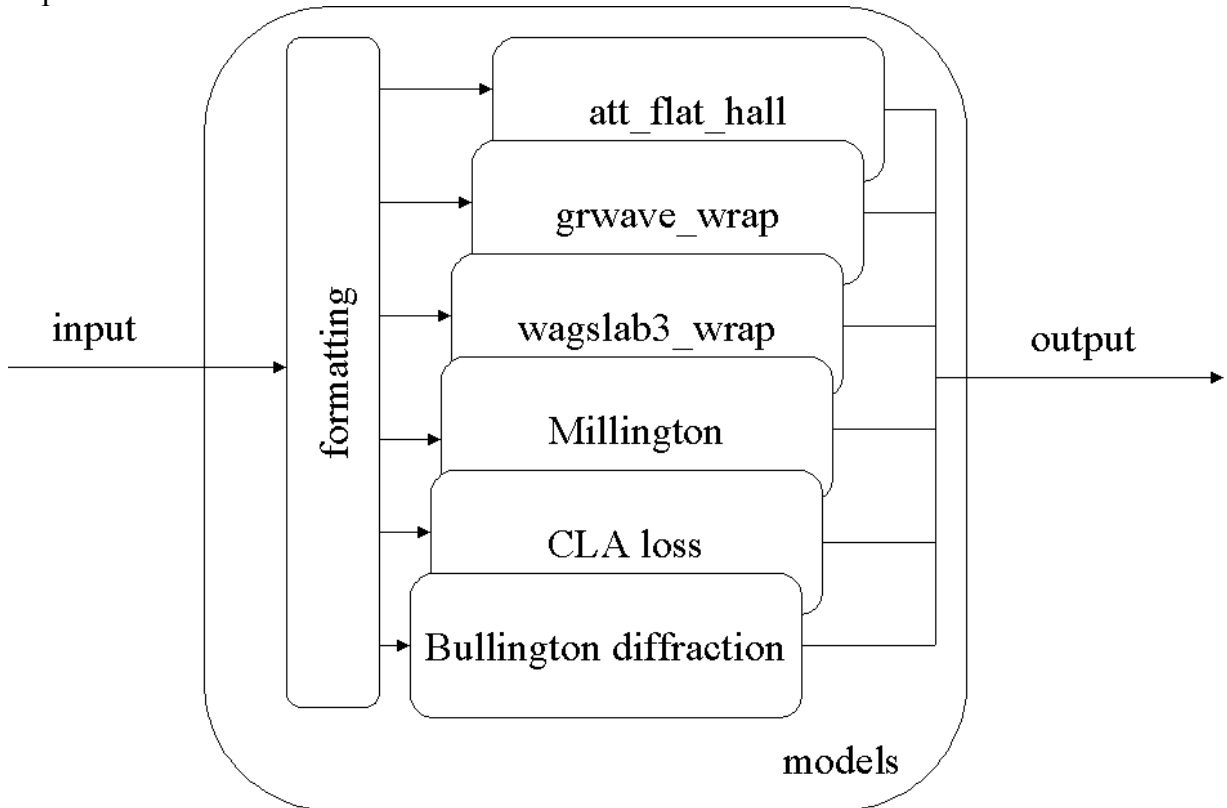 input
formatting
att_flat_hall
grwave_wrap
wagslab3_wrap
Millington
CLA loss
Bullington diffraction
output
models